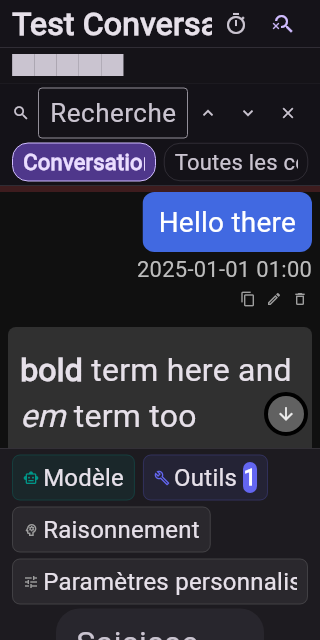 Test Conversa
Recherche
Conversatio
Toutes les c
Hello there
2025-01-01 01:00
bold term here and
em term too
Modèle
Outils 1
Raisonnement
Paramètres personnalis